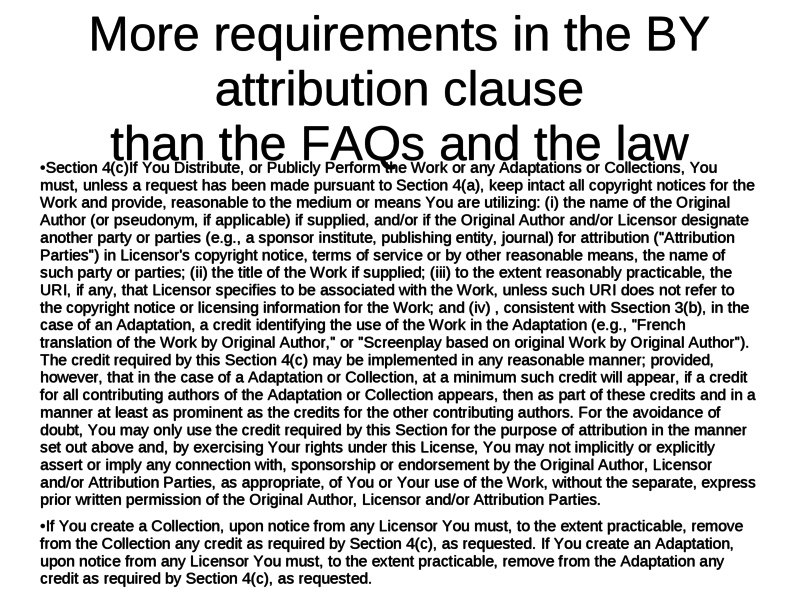 More requirements in the BY
attribution clause
than the FAQs and the law
•Section 4(c)If You Distribute, or Publicly Perform the Work or any Adaptations or Collections, You
must, unless a request has been made pursuant to Section 4(a), keep intact all copyright notices for the
Work and provide, reasonable to the medium or means You are utilizing: (i) the name of the Original
Author (or pseudonym, if applicable) if supplied, and/or if the Original Author and/or Licensor designate
another party or parties (e.g., a sponsor institute, publishing entity, journal) for attribution ("Attribution
Parties") in Licensor's copyright notice, terms of service or by other reasonable means, the name of
such party or parties; (ii) the title of the Work if supplied; (iii) to the extent reasonably practicable, the
URI, if any, that Licensor specifies to be associated with the Work, unless such URI does not refer to
the copyright notice or licensing information for the Work; and (iv) , consistent with Ssection 3(b), in the
case of an Adaptation, a credit identifying the use of the Work in the Adaptation (e.g., "French
translation of the Work by Original Author," or "Screenplay based on original Work by Original Author").
The credit required by this Section 4(c) may be implemented in any reasonable manner; provided,
however, that in the case of a Adaptation or Collection, at a minimum such credit will appear, if a credit
for all contributing authors of the Adaptation or Collection appears, then as part of these credits and in a
manner at least as prominent as the credits for the other contributing authors. For the avoidance of
doubt, You may only use the credit required by this Section for the purpose of attribution in the manner
set out above and, by exercising Your rights under this License, You may not implicitly or explicitly
assert or imply any connection with, sponsorship or endorsement by the Original Author, Licensor
and/or Attribution Parties, as appropriate, of You or Your use of the Work, without the separate, express
prior written permission of the Original Author, Licensor and/or Attribution Parties.
•If You create a Collection, upon notice from any Licensor You must, to the extent practicable, remove
from the Collection any credit as required by Section 4(c), as requested. If You create an Adaptation,
upon notice from any Licensor You must, to the extent practicable, remove from the Adaptation any
credit as required by Section 4(c), as requested.